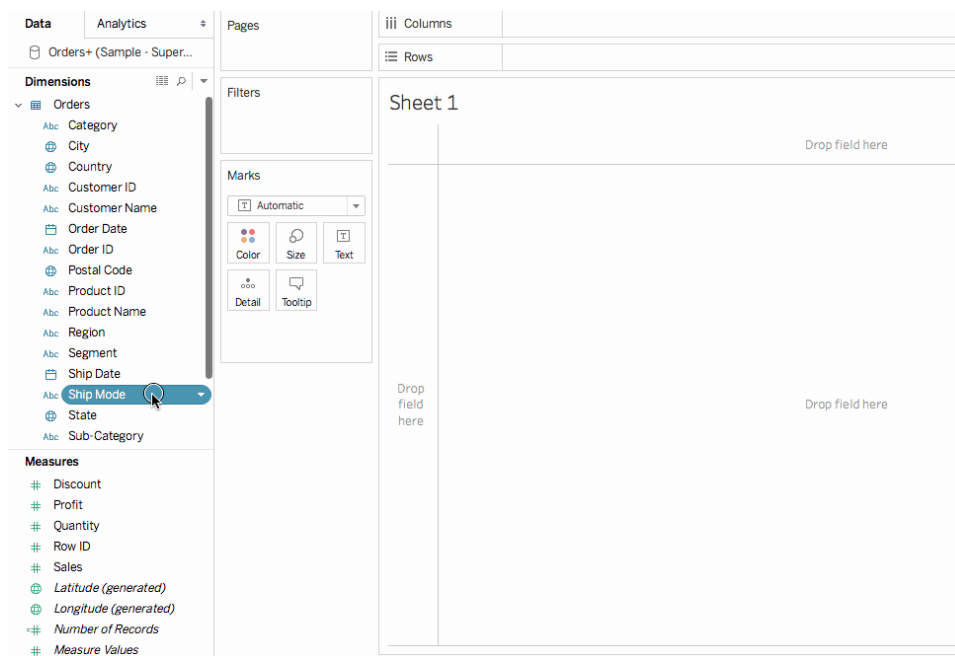 Data
Analytics
Orders+ (Sample - Super...
Dimensions
Orders
Abc Category
City
Country
Abc Customer ID
Abc Customer Name
Order Date
Abc Order ID
Postal Code
Abc Product ID
Abc Product Name
Abc Region
Abc Segment
Ship Date
Abc Ship Mode
State
Abc Sub-Category
Measures
# Discount
# Profit
# Quantity
# Row ID
# Sales
Latitude (generated)
Longitude (generated)
=# Number of Records
# Measure Values
Pages
Filters
Marks
T Automatic
Color
Size
T Text
Detail
Tooltip
iii Columns
Rows
Sheet 1
Drop field here
Drop
field
here
Drop field here